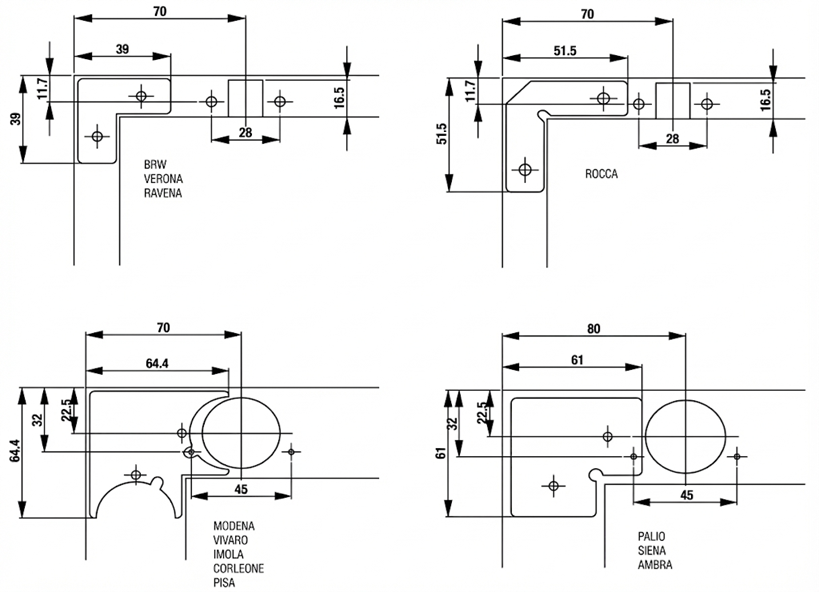 70
39
11.7
39
16.5
28
BRW
VERONA
RAVENA
70
51.5
11.7
51.5
16.5
28
ROCCA
70
64.4
22.5
32
64.4
45
MODENA
VIVARO
IMOLA
CORLEONE
PISA
80
61
22.5
32
61
45
PALIO
SIENA
AMBRA